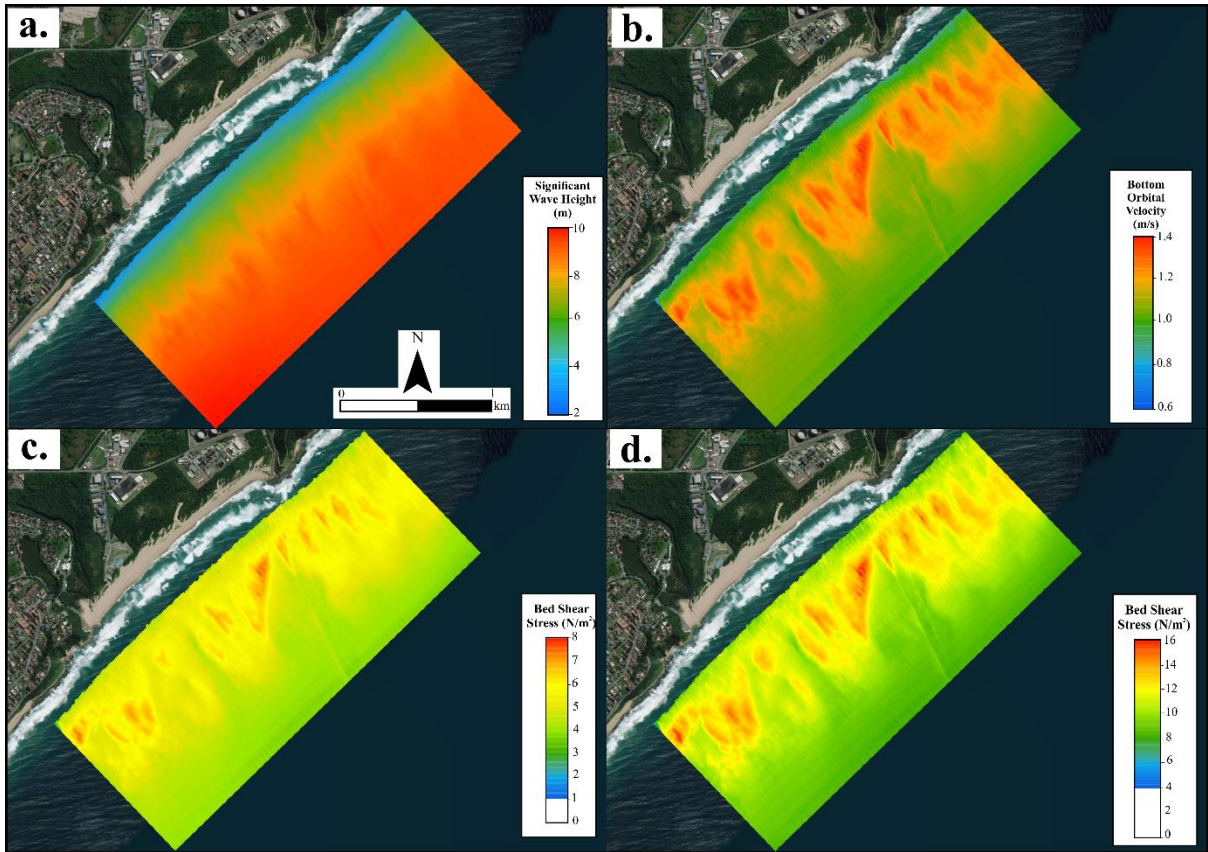 a.
Significant
Wave Height
(m)
10
8
6
4
2
N
0
1
km
b.
Bottom
Orbital
Velocity
(m/s)
1.4
1.2
1.0
0.8
0.6
c.
Bed Shear
Stress (N/m²)
8
7
6
5
4
3
2
1
0
d.
Bed Shear
Stress (N/m²)
16
14
12
10
8
6
4
2
0